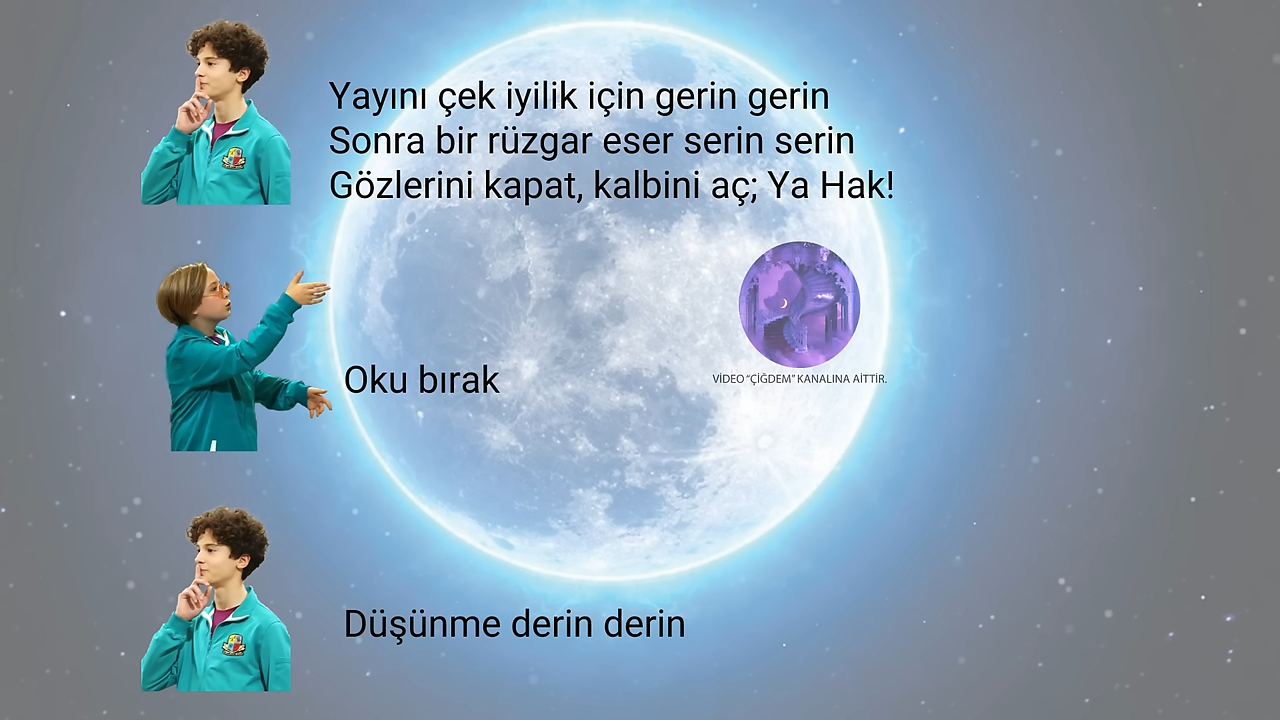 Yayını çek iyilik için gerin gerin
Sonra bir rüzgar eser serin serin
Gözlerini kapat, kalbini aç; Ya Hak!
VİDEO “ÇİĞDEM” KANALINA AİTTİR.
Oku bırak
Düşünme derin derin